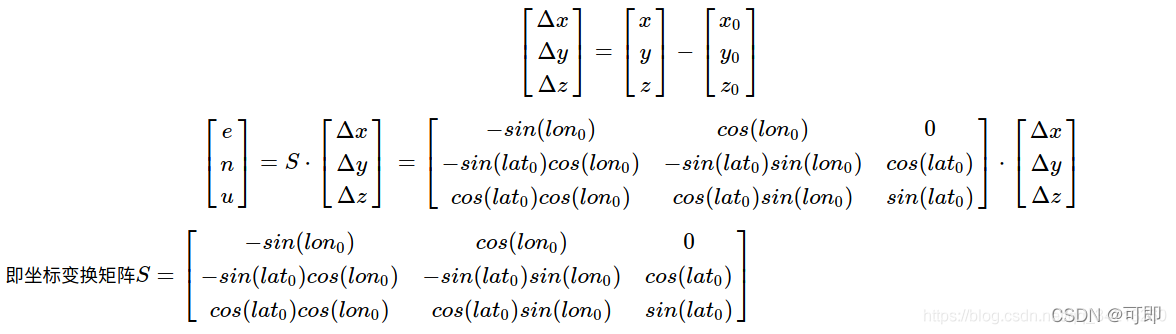 [Δx Δy Δz] = [x y z] − [x₀ y₀ z₀]
[e n u] = S · [Δx Δy Δz] = [−sin(lon₀) cos(lon₀) 0; −sin(lat₀)cos(lon₀) −sin(lat₀)sin(lon₀) cos(lat₀); cos(lat₀)cos(lon₀) cos(lat₀)sin(lon₀) sin(lat₀)] · [Δx Δy Δz]
即坐标变换矩阵S = [−sin(lon₀) cos(lon₀) 0; −sin(lat₀)cos(lon₀) −sin(lat₀)sin(lon₀) cos(lat₀); cos(lat₀)cos(lon₀) cos(lat₀)sin(lon₀) sin(lat₀)]
CSDN @可即